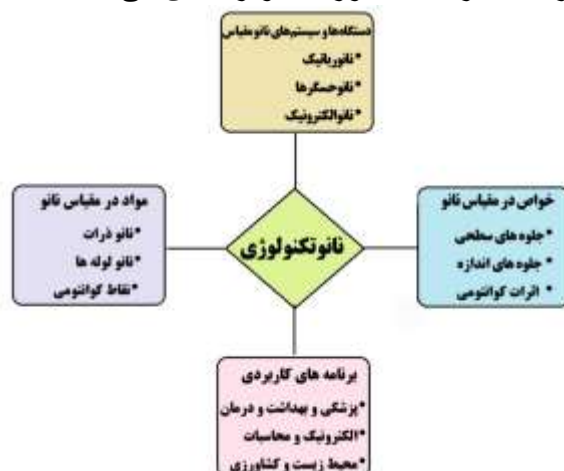 دستگاه‌ها و سیستم‌های نانو مقیاس
•نانورباتیک
•نانوحسگرها
•نانوالکترونیک
خواص در مقیاس نانو
•جلوه های سطحی
•جلوه های اندازه
• اثرات کوانتومی
نانوتکنولوژی
مواد در مقیاس نانو
•نانو ذرات
•نانو لوله ها
•نقاط کوانتومی
برنامه های کاربردی
•پزشکی و بهداشت و درمان
•الکترونیک و محاسبات
•محیط زیست و کشاورزی